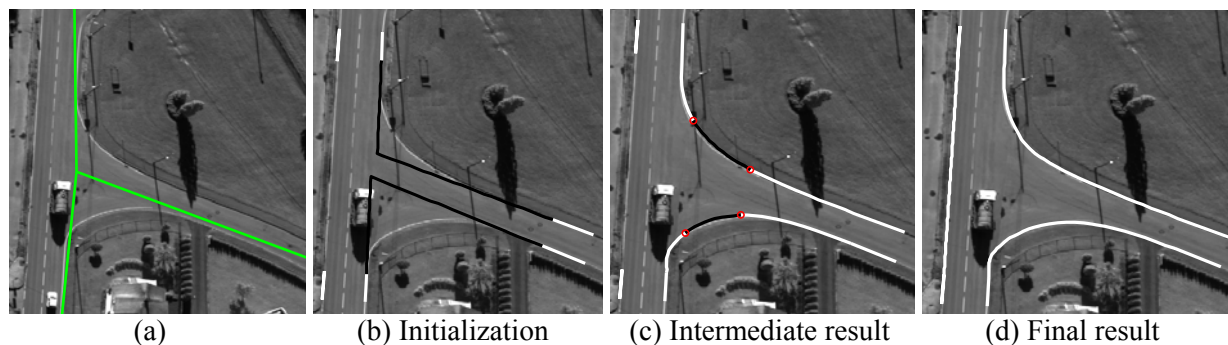 (a)
(b) Initialization
(c) Intermediate result
(d) Final result